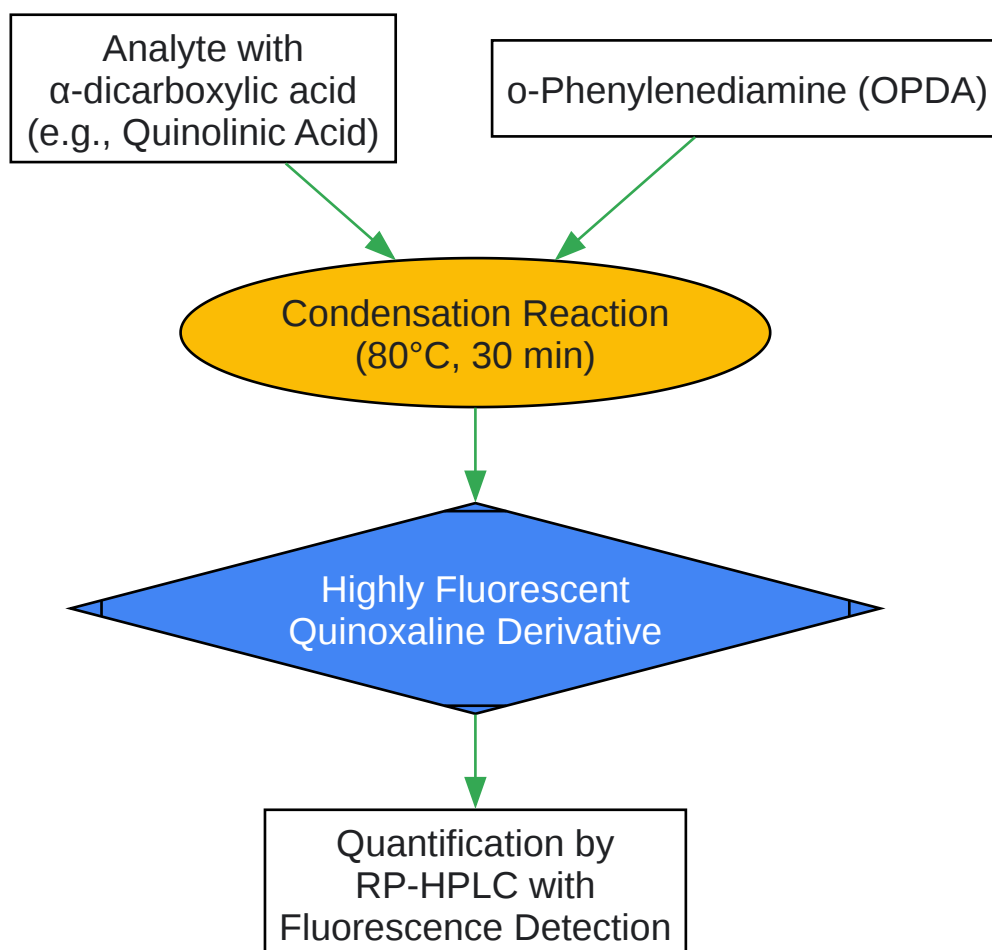 Analyte with
α-dicarboxylic acid
(e.g., Quinolinic Acid)
o-Phenylenediamine (OPDA)
Condensation Reaction
(80°C, 30 min)
Highly Fluorescent
Quinoxaline Derivative
Quantification by
RP-HPLC with
Fluorescence Detection